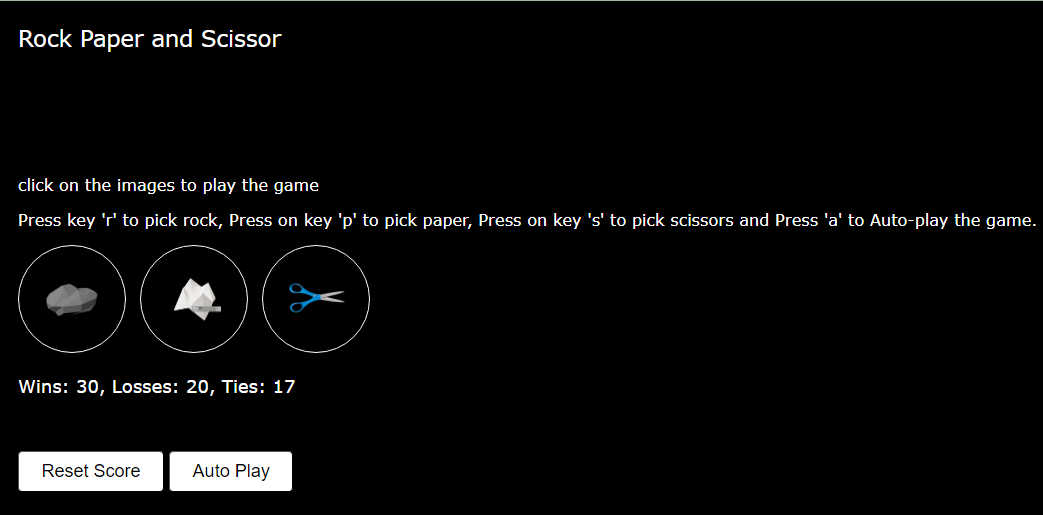 Rock Paper and Scissor
click on the images to play the game
Press key 'r' to pick rock, Press on key 'p' to pick paper, Press on key 's' to pick scissors and Press 'a' to Auto-play the game.
Wins: 30, Losses: 20, Ties: 17
Reset Score Auto Play